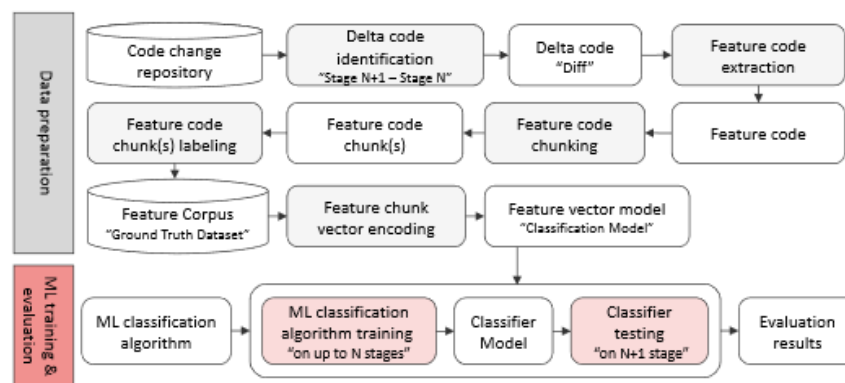 Data preparation
Code change
repository
Delta code
identification
"Stage N+1 – Stage N"
Delta code
"Diff"
Feature code
extraction
Feature code
chunk(s) labeling
Feature code
chunk(s)
Feature code
chunking
Feature code
Feature Corpus
"Ground Truth Dataset"
Feature chunk
vector encoding
Feature vector model
"Classification Model"
ML training &
evaluation
ML classification
algorithm
ML classification
algorithm training
"on up to N stages"
Classifier
Model
Classifier
testing
"on N+1 stage"
Evaluation
results